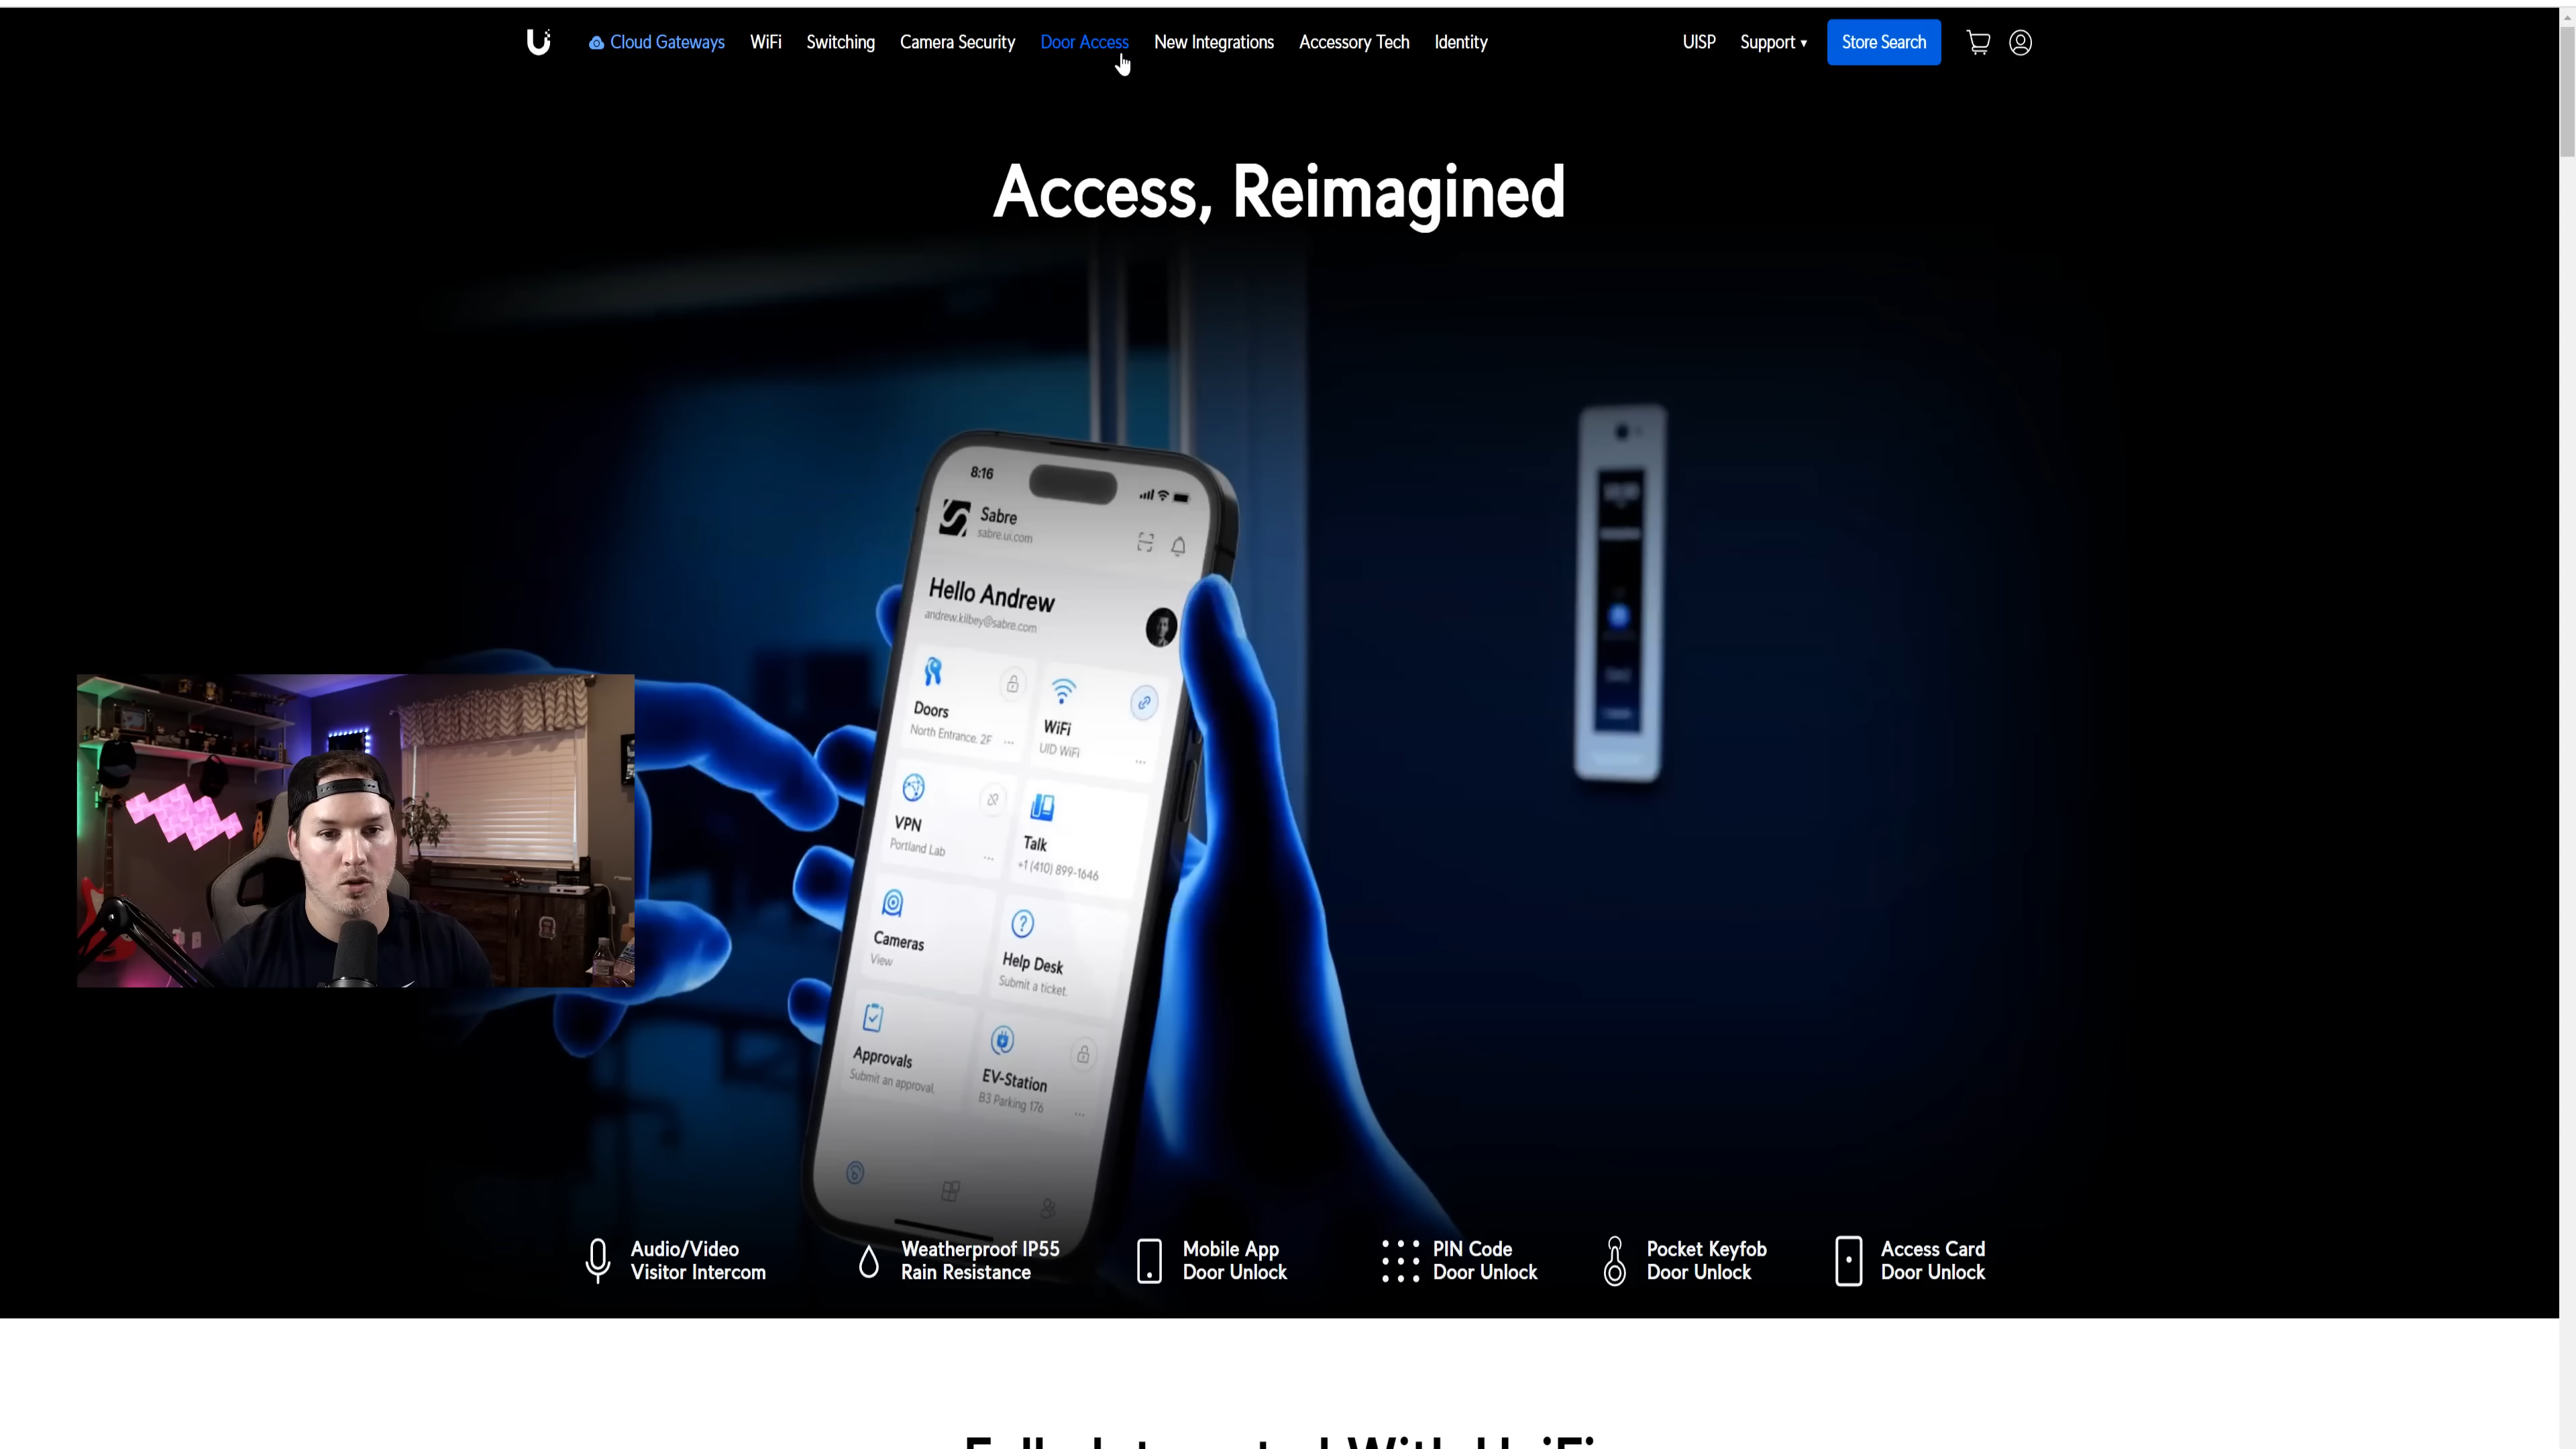 Cloud Gateways WiFi Switching Camera Security Door Access New Integrations Accessory Tech Identity UISP Support Store Search
Access, Reimagined
8:16
Sabre
sabre.ui.com
Hello Andrew
andrew.kilbey@sabre.com
Doors
North Entrance, 2F ...
WiFi
UID WiFi
...
VPN
Portland Lab ...
Talk
+1 (410) 899-1646
Cameras
View
Help Desk
Submit a ticket.
Approvals
Submit an approval.
EV-Station
B3 Parking 176 ...
Audio/Video
Visitor Intercom
Weatherproof IP55
Rain Resistance
Mobile App
Door Unlock
PIN Code
Door Unlock
Pocket Keyfob
Door Unlock
Access Card
Door Unlock